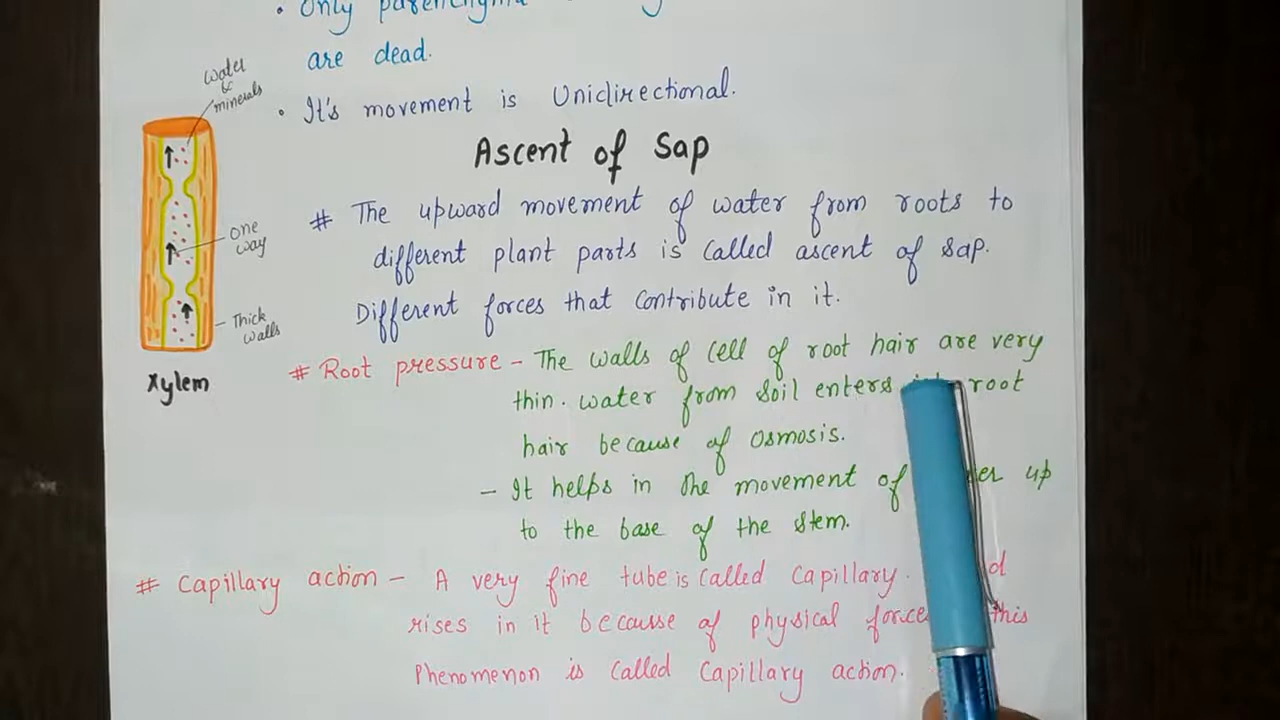 • Only parenchyma
are dead.
• It's movement is Unidirectional.
Water
&
minerals
one
way
Thick
walls
Xylem
Ascent of Sap
# The upward movement of water from roots to
different plant parts is called ascent of sap.
Different forces that contribute in it.
# Root pressure - The walls of cell of root hair are very
thin. water from soil enters root
hair because of osmosis.
- It helps in the movement of up
to the base of the stem.
# Capillary action - A very fine tube is called capillary.
rises in it because of physical this
Phenomenon is called capillary action.